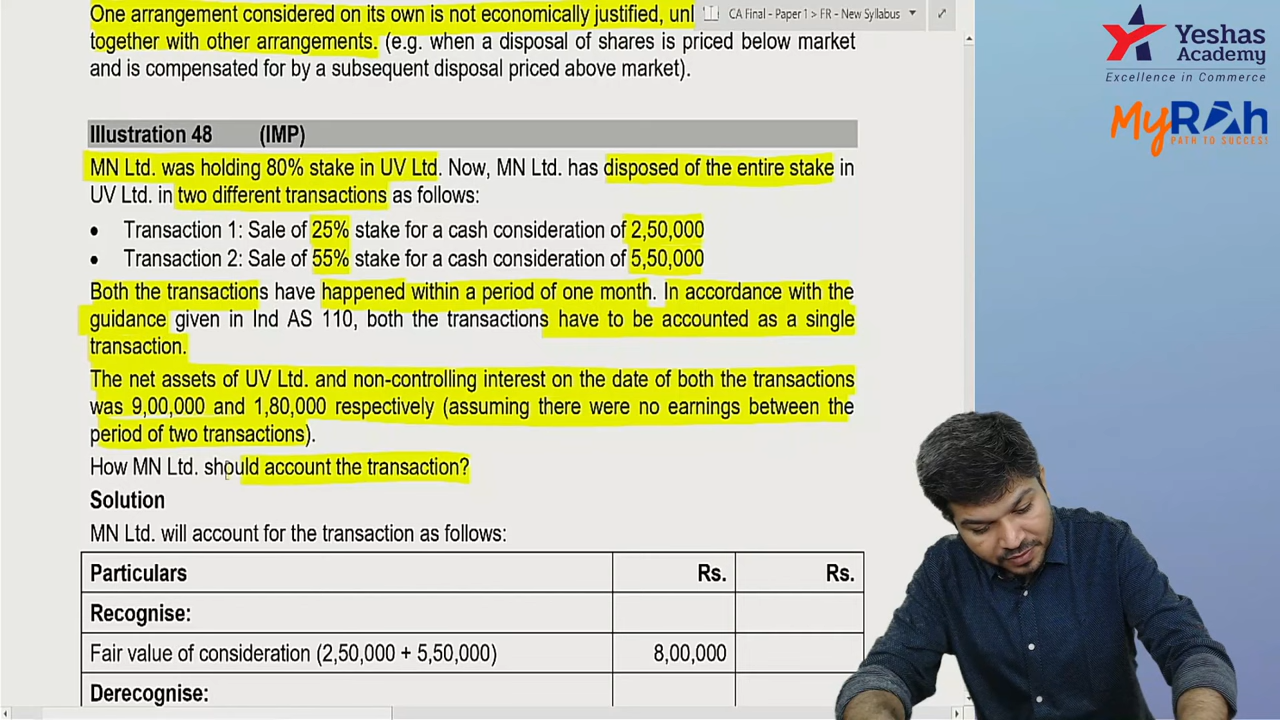 One arrangement considered on its own is not economically justified, unl
CA Final - Paper 1 > FR - New Syllabus
together with other arrangements. (e.g. when a disposal of shares is priced below market
and is compensated for by a subsequent disposal priced above market).
Yeshas
Academy
Excellence in Commerce
MyRAh
PATH TO SUCCESS
Illustration 48 (IMP)
MN Ltd. was holding 80% stake in UV Ltd. Now, MN Ltd. has disposed of the entire stake in
UV Ltd. in two different transactions as follows:
• Transaction 1: Sale of 25% stake for a cash consideration of 2,50,000
• Transaction 2: Sale of 55% stake for a cash consideration of 5,50,000
Both the transactions have happened within a period of one month. In accordance with the
guidance given in Ind AS 110, both the transactions have to be accounted as a single
transaction.
The net assets of UV Ltd. and non-controlling interest on the date of both the transactions
was 9,00,000 and 1,80,000 respectively (assuming there were no earnings between the
period of two transactions).
How MN Ltd. should account the transaction?
Solution
MN Ltd. will account for the transaction as follows:
Particulars Rs. Rs.
Recognise:
Fair value of consideration (2,50,000 + 5,50,000) 8,00,000
Derecognise: